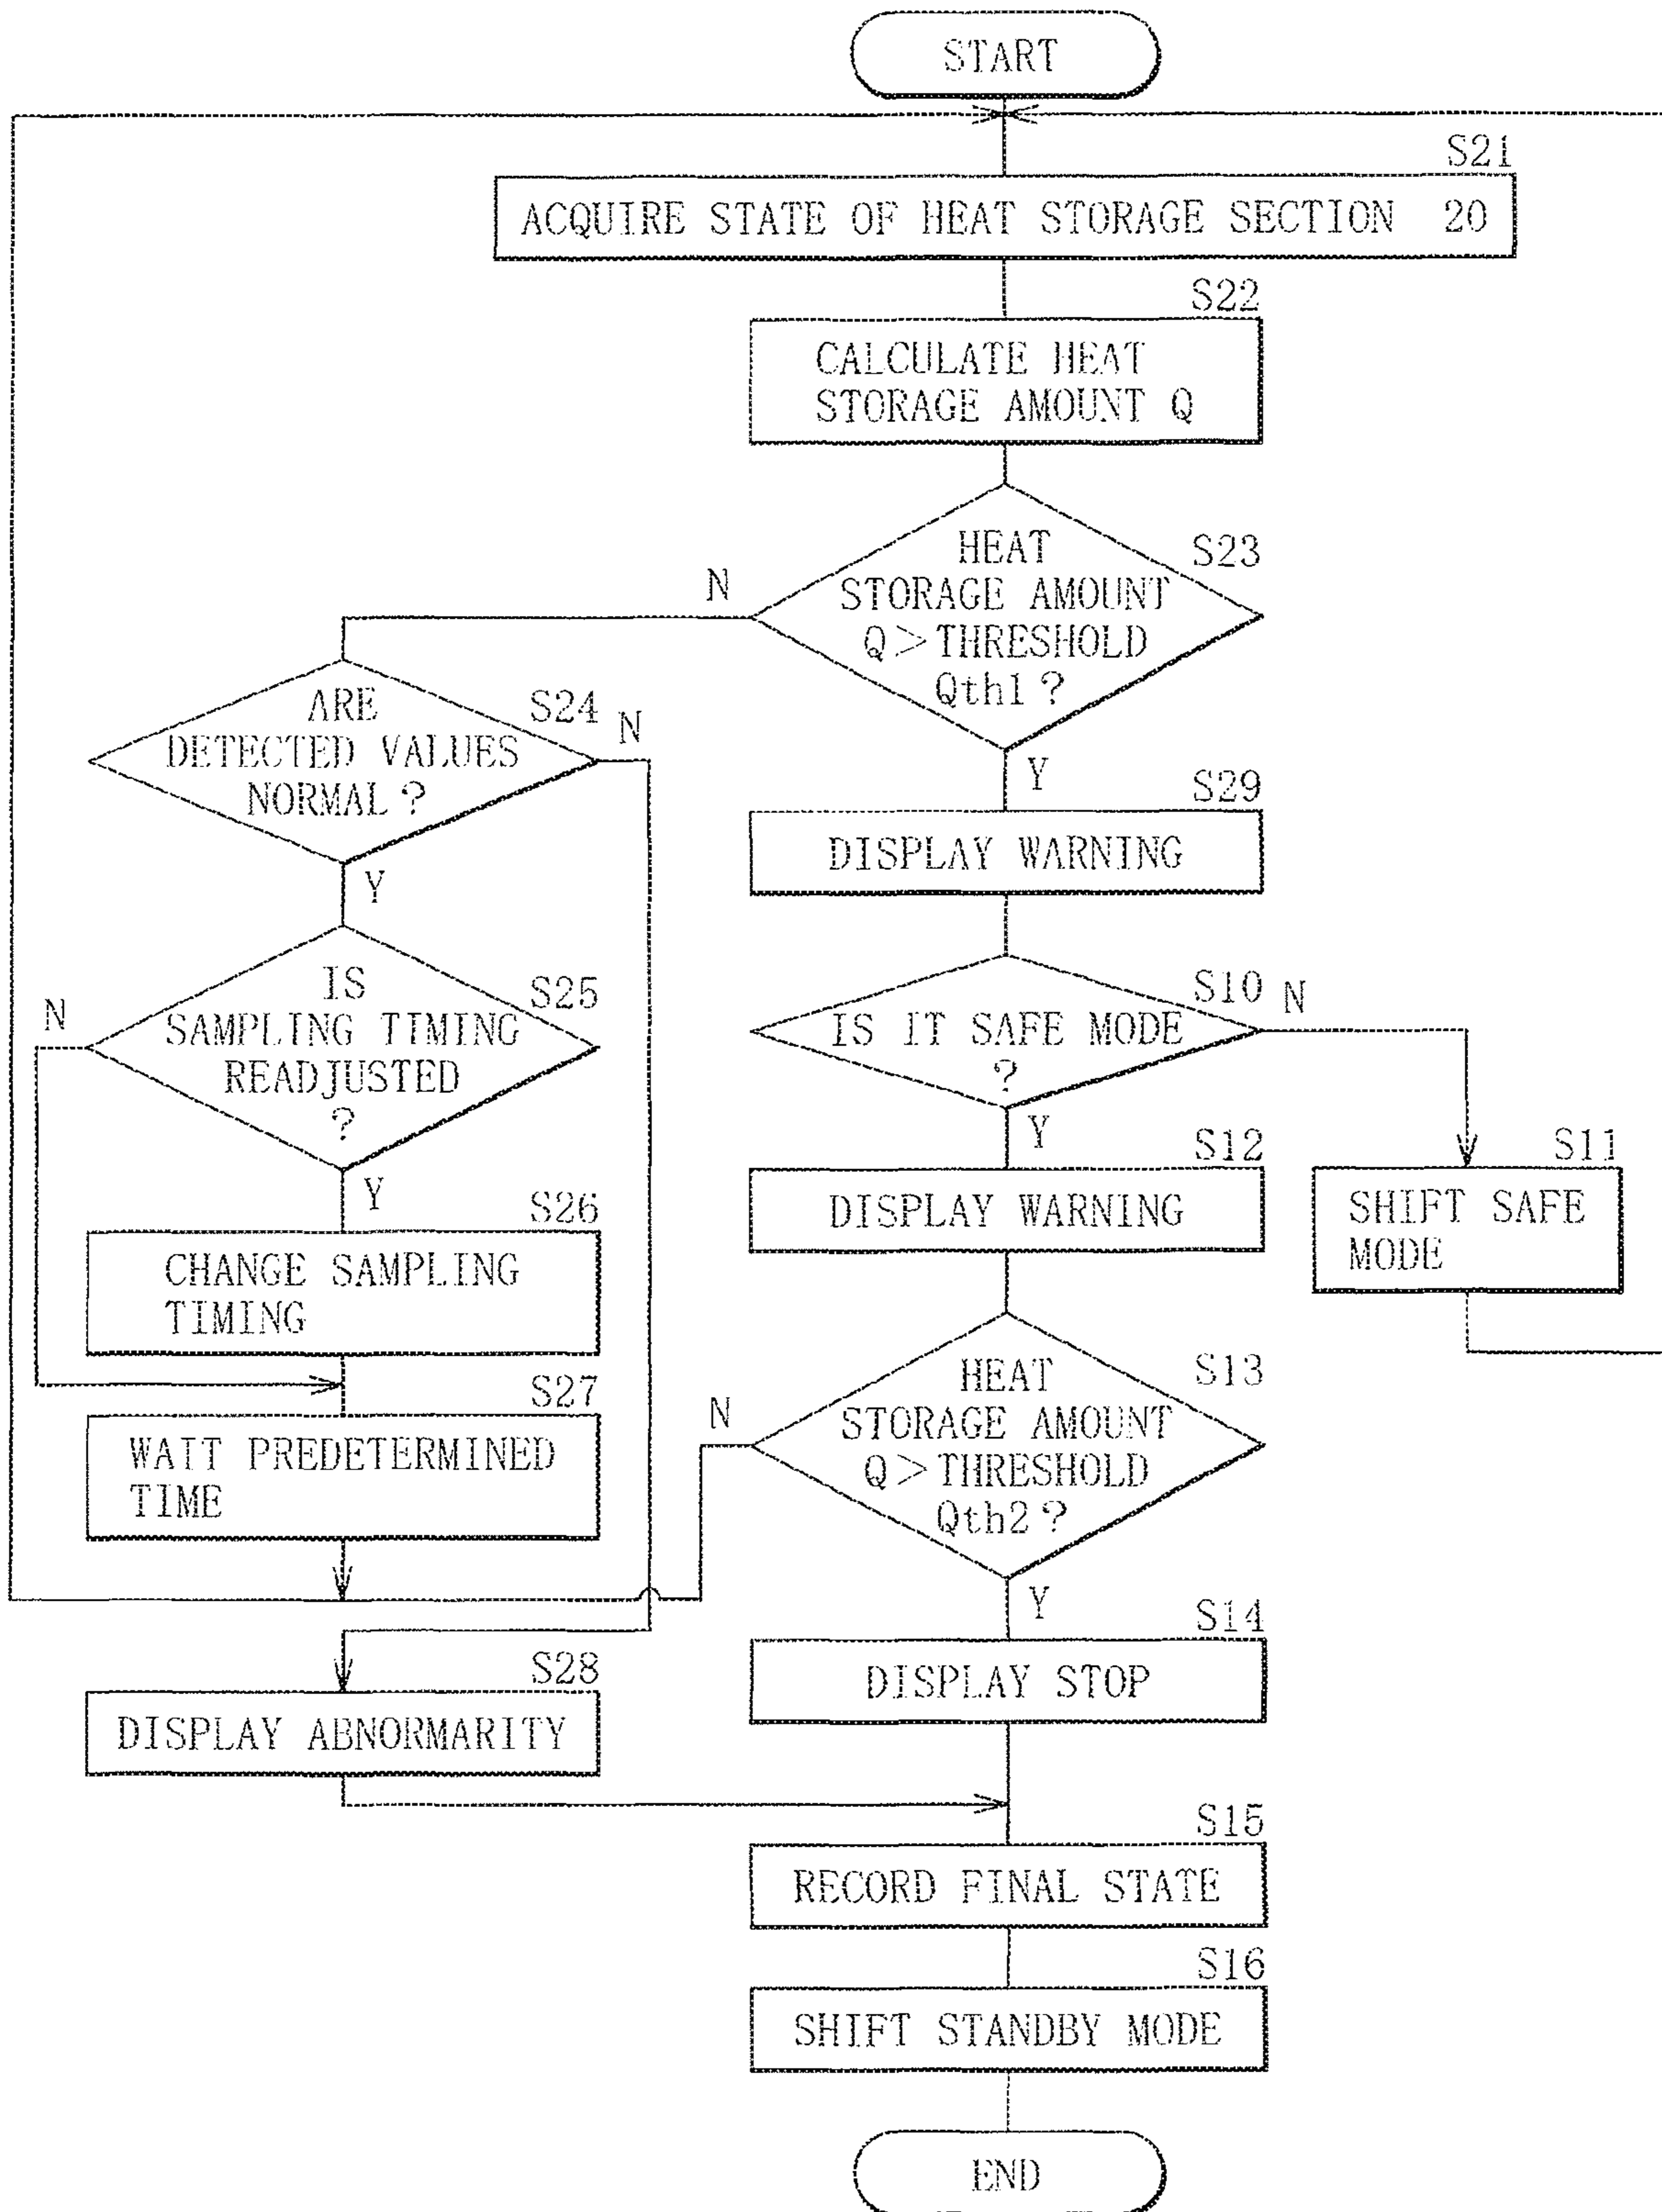 START
S21
ACQUIRE STATE OF HEAT STORAGE SECTION 20
S22
CALCULATE HEAT
STORAGE AMOUNT Q
S23
HEAT
STORAGE AMOUNT
Q > THRESHOLD
Qth1 ?
N
Y
S24
ARE
DETECTED VALUES
NORMAL ?
N
Y
S29
DISPLAY WARNING
S25
IS
SAMPLING TIMING
READJUSTED
?
N
Y
S10
IS IT SAFE MODE
?
N
Y
S11
SHIFT SAFE
MODE
S12
DISPLAY WARNING
S26
CHANGE SAMPLING
TIMING
S27
WAIT PREDETERMINED
TIME
S13
HEAT
STORAGE AMOUNT
Q > THRESHOLD
Qth2 ?
N
Y
S14
DISPLAY STOP
S28
DISPLAY ABNORMARITY
S15
RECORD FINAL STATE
S16
SHIFT STANDBY MODE
END